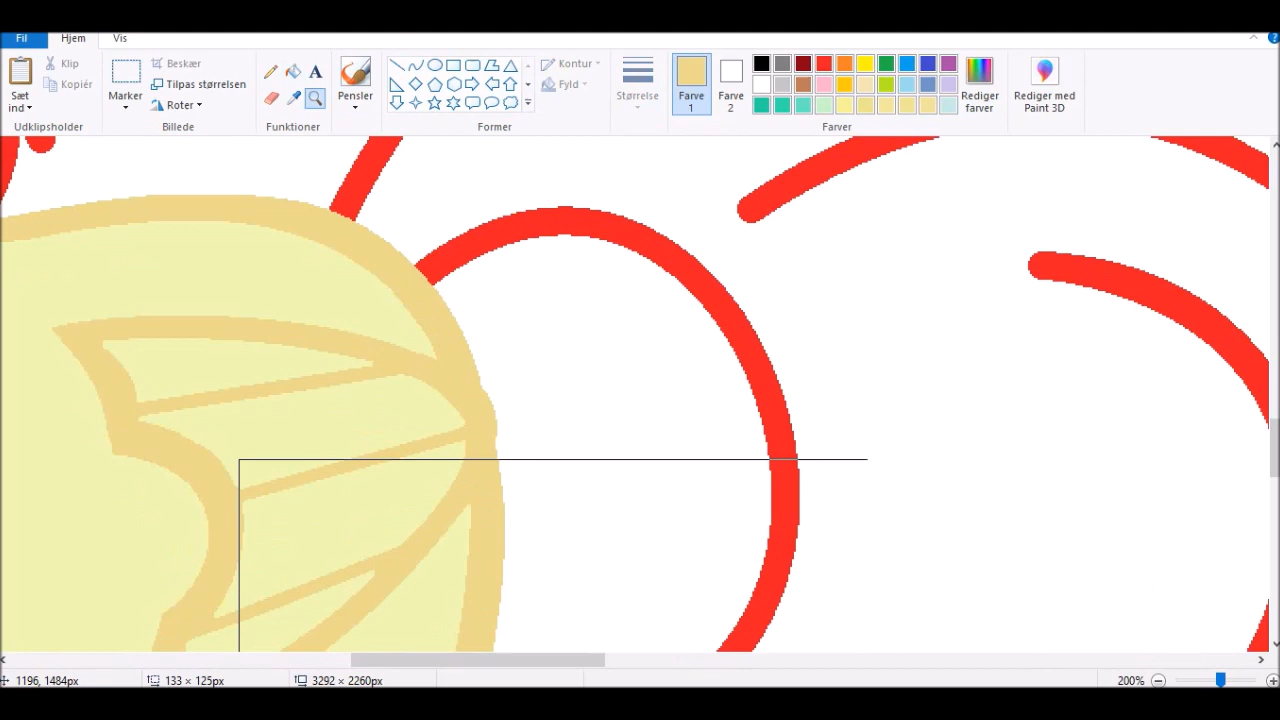 Fil Hjem Vis
Sæt ind
Klip
Kopiér
Udklipsholder
Marker
Beskær
Tilpas størrelsen
Roter
Billede
A
Funktioner
Pensler
Former
Kontur
Fyld
Størrelse
Farve 1
Farve 2
Farver
Rediger farver
Rediger med Paint 3D
1196, 1484px 133 × 125px 3292 × 2260px 200%